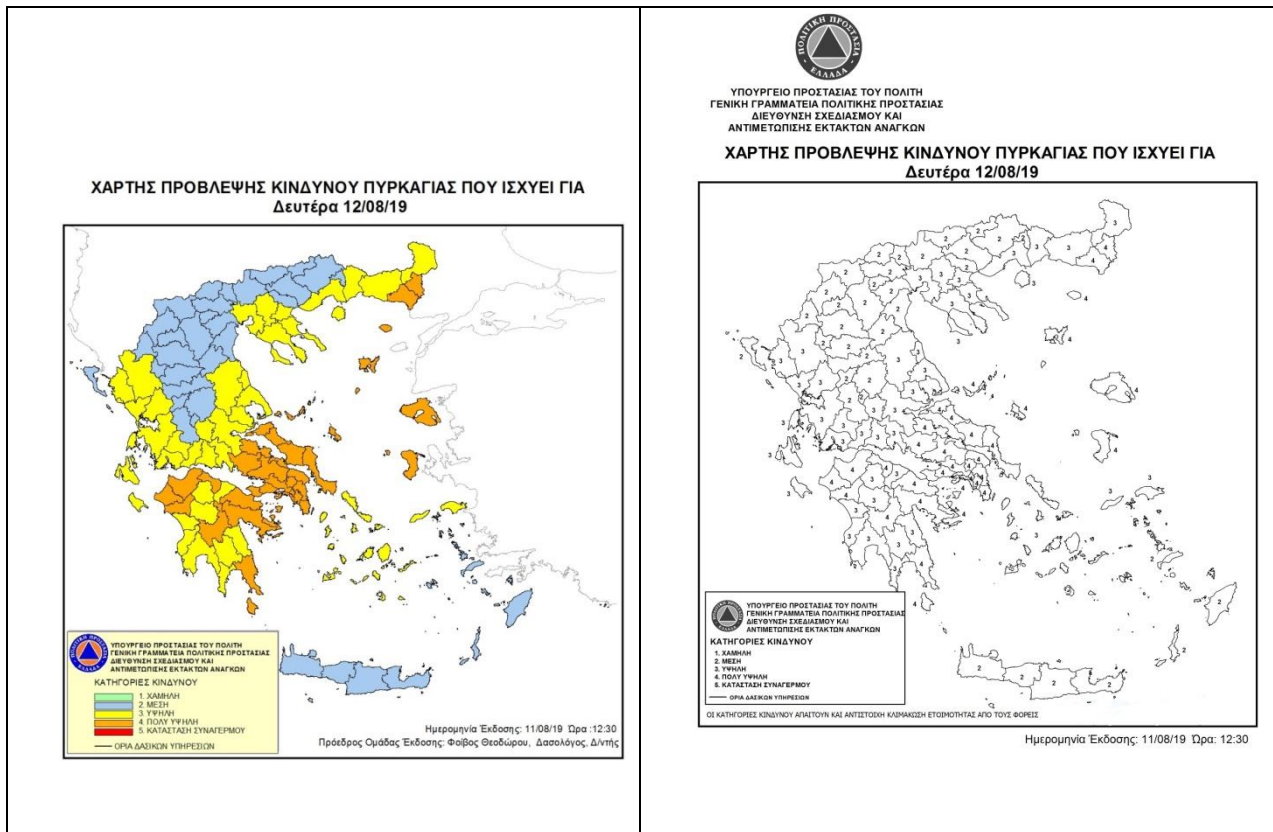 ΧΑΡΤΗΣ ΠΡΟΒΛΕΨΗΣ ΚΙΝΔΥΝΟΥ ΠΥΡΚΑΓΙΑΣ ΠΟΥ ΙΣΧΥΕΙ ΓΙΑ
Δευτέρα 12/08/19
ΠΟΛΙΤΙΚΗ ΠΡΟΣΤΑΣΙΑ
ΕΛΛΑΔΑ
ΥΠΟΥΡΓΕΙΟ ΠΡΟΣΤΑΣΙΑΣ ΤΟΥ ΠΟΛΙΤΗ
ΓΕΝΙΚΗ ΓΡΑΜΜΑΤΕΙΑ ΠΟΛΙΤΙΚΗΣ ΠΡΟΣΤΑΣΙΑΣ
ΔΙΕΥΘΥΝΣΗ ΣΧΕΔΙΑΣΜΟΥ ΚΑΙ
ΑΝΤΙΜΕΤΩΠΙΣΗΣ ΕΚΤΑΚΤΩΝ ΑΝΑΓΚΩΝ
ΚΑΤΗΓΟΡΙΕΣ ΚΙΝΔΥΝΟΥ
1. ΧΑΜΗΛΗ
2. ΜΕΣΗ
3. ΥΨΗΛΗ
4. ΠΟΛΥ ΥΨΗΛΗ
5. ΚΑΤΑΣΤΑΣΗ ΣΥΝΑΓΕΡΜΟΥ
ΟΡΙΑ ΔΑΣΙΚΩΝ ΥΠΗΡΕΣΙΩΝ
Ημερομηνία Έκδοσης: 11/08/19 Ώρα :12:30
Πρόεδρος Ομάδας Έκδοσης: Φοίβος Θεοδώρου, Δασολόγος, Δ/ντής
ΠΟΛΙΤΙΚΗ ΠΡΟΣΤΑΣΙΑ
ΕΛΛΑΔΑ
ΥΠΟΥΡΓΕΙΟ ΠΡΟΣΤΑΣΙΑΣ ΤΟΥ ΠΟΛΙΤΗ
ΓΕΝΙΚΗ ΓΡΑΜΜΑΤΕΙΑ ΠΟΛΙΤΙΚΗΣ ΠΡΟΣΤΑΣΙΑΣ
ΔΙΕΥΘΥΝΣΗ ΣΧΕΔΙΑΣΜΟΥ ΚΑΙ
ΑΝΤΙΜΕΤΩΠΙΣΗΣ ΕΚΤΑΚΤΩΝ ΑΝΑΓΚΩΝ
ΧΑΡΤΗΣ ΠΡΟΒΛΕΨΗΣ ΚΙΝΔΥΝΟΥ ΠΥΡΚΑΓΙΑΣ ΠΟΥ ΙΣΧΥΕΙ ΓΙΑ
Δευτέρα 12/08/19
ΥΠΟΥΡΓΕΙΟ ΠΡΟΣΤΑΣΙΑΣ ΤΟΥ ΠΟΛΙΤΗ
ΓΕΝΙΚΗ ΓΡΑΜΜΑΤΕΙΑ ΠΟΛΙΤΙΚΗΣ ΠΡΟΣΤΑΣΙΑΣ
ΔΙΕΥΘΥΝΣΗ ΣΧΕΔΙΑΣΜΟΥ ΚΑΙ
ΑΝΤΙΜΕΤΩΠΙΣΗΣ ΕΚΤΑΚΤΩΝ ΑΝΑΓΚΩΝ
ΚΑΤΗΓΟΡΙΕΣ ΚΙΝΔΥΝΟΥ
1. ΧΑΜΗΛΗ
2. ΜΕΣΗ
3. ΥΨΗΛΗ
4. ΠΟΛΥ ΥΨΗΛΗ
5. ΚΑΤΑΣΤΑΣΗ ΣΥΝΑΓΕΡΜΟΥ
ΟΡΙΑ ΔΑΣΙΚΩΝ ΥΠΗΡΕΣΙΩΝ
ΟΙ ΚΑΤΗΓΟΡΙΕΣ ΚΙΝΔΥΝΟΥ ΑΠΑΙΤΟΥΝ ΚΑΙ ΑΝΤΙΣΤΟΙΧΗ ΚΛΙΜΑΚΩΣΗ ΕΤΟΙΜΟΤΗΤΑΣ ΑΠΟ ΤΟΥΣ ΦΟΡΕΙΣ
Ημερομηνία Έκδοσης: 11/08/19 Ώρα: 12:30